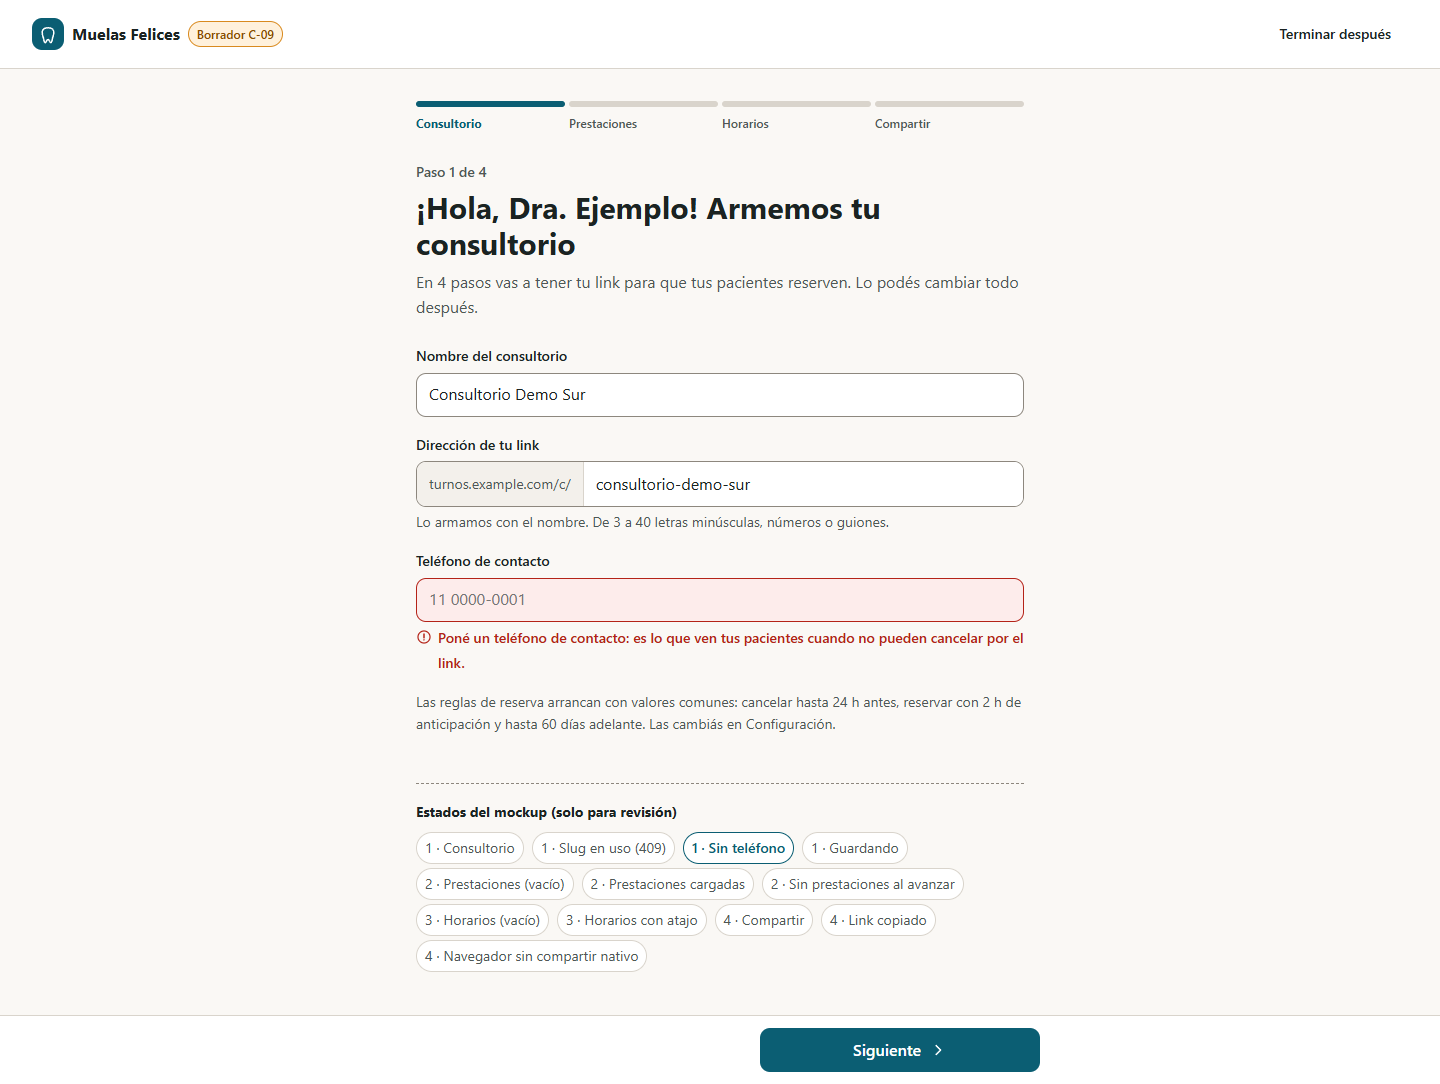 Muelas Felices
Borrador C-09
Terminar después
Consultorio
Prestaciones
Horarios
Compartir
Paso 1 de 4
¡Hola, Dra. Ejemplo! Armemos tu
consultorio
En 4 pasos vas a tener tu link para que tus pacientes reserven. Lo podés cambiar todo
después.
Nombre del consultorio
Consultorio Demo Sur
Dirección de tu link
turnos.example.com/c/
consultorio-demo-sur
Lo armamos con el nombre. De 3 a 40 letras minúsculas, números o guiones.
Teléfono de contacto
11 0000-0001
Poné un teléfono de contacto: es lo que ven tus pacientes cuando no pueden cancelar por el
link.
Las reglas de reserva arrancan con valores comunes: cancelar hasta 24 h antes, reservar con 2 h de
anticipación y hasta 60 días adelante. Las cambiás en Configuración.
Estados del mockup (solo para revisión)
1 · Consultorio
1 · Slug en uso (409)
1 · Sin teléfono
1 · Guardando
2 · Prestaciones (vacío)
2 · Prestaciones cargadas
2 · Sin prestaciones al avanzar
3 · Horarios (vacío)
3 · Horarios con atajo
4 · Compartir
4 · Link copiado
4 · Navegador sin compartir nativo
Siguiente